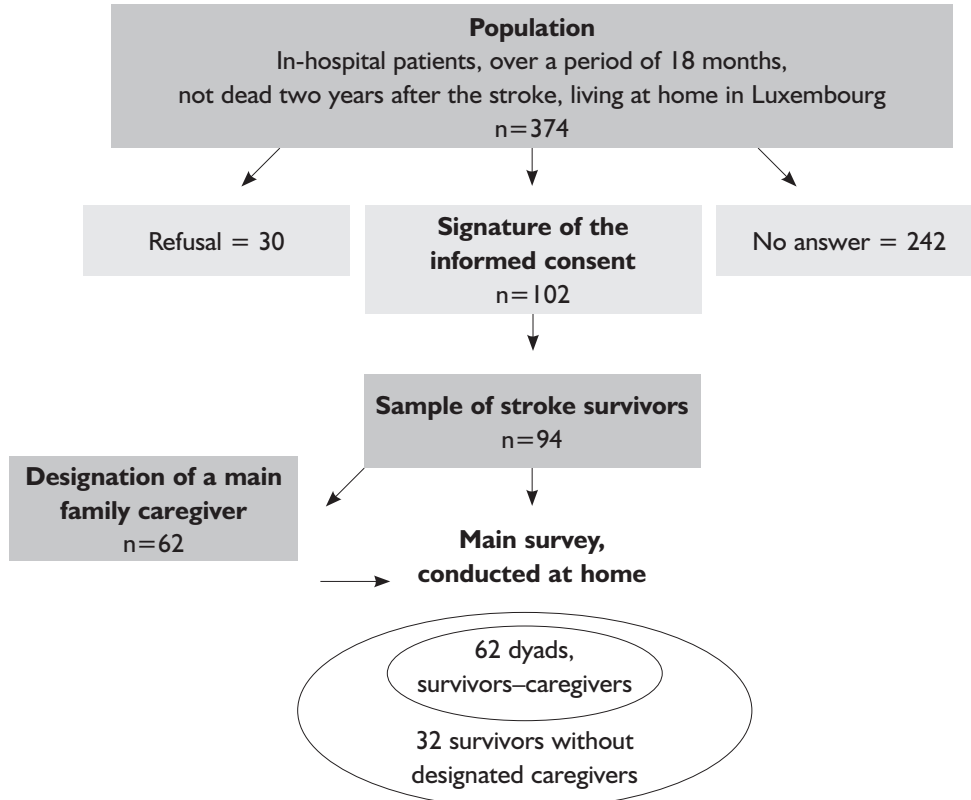 Population
In-hospital patients, over a period of 18 months,
not dead two years after the stroke, living at home in Luxembourg
n=374
Refusal = 30
Signature of the
informed consent
n=102
No answer = 242
Sample of stroke survivors
n=94
Designation of a main
family caregiver
n=62
Main survey,
conducted at home
62 dyads,
survivors–caregivers
32 survivors without
designated caregivers